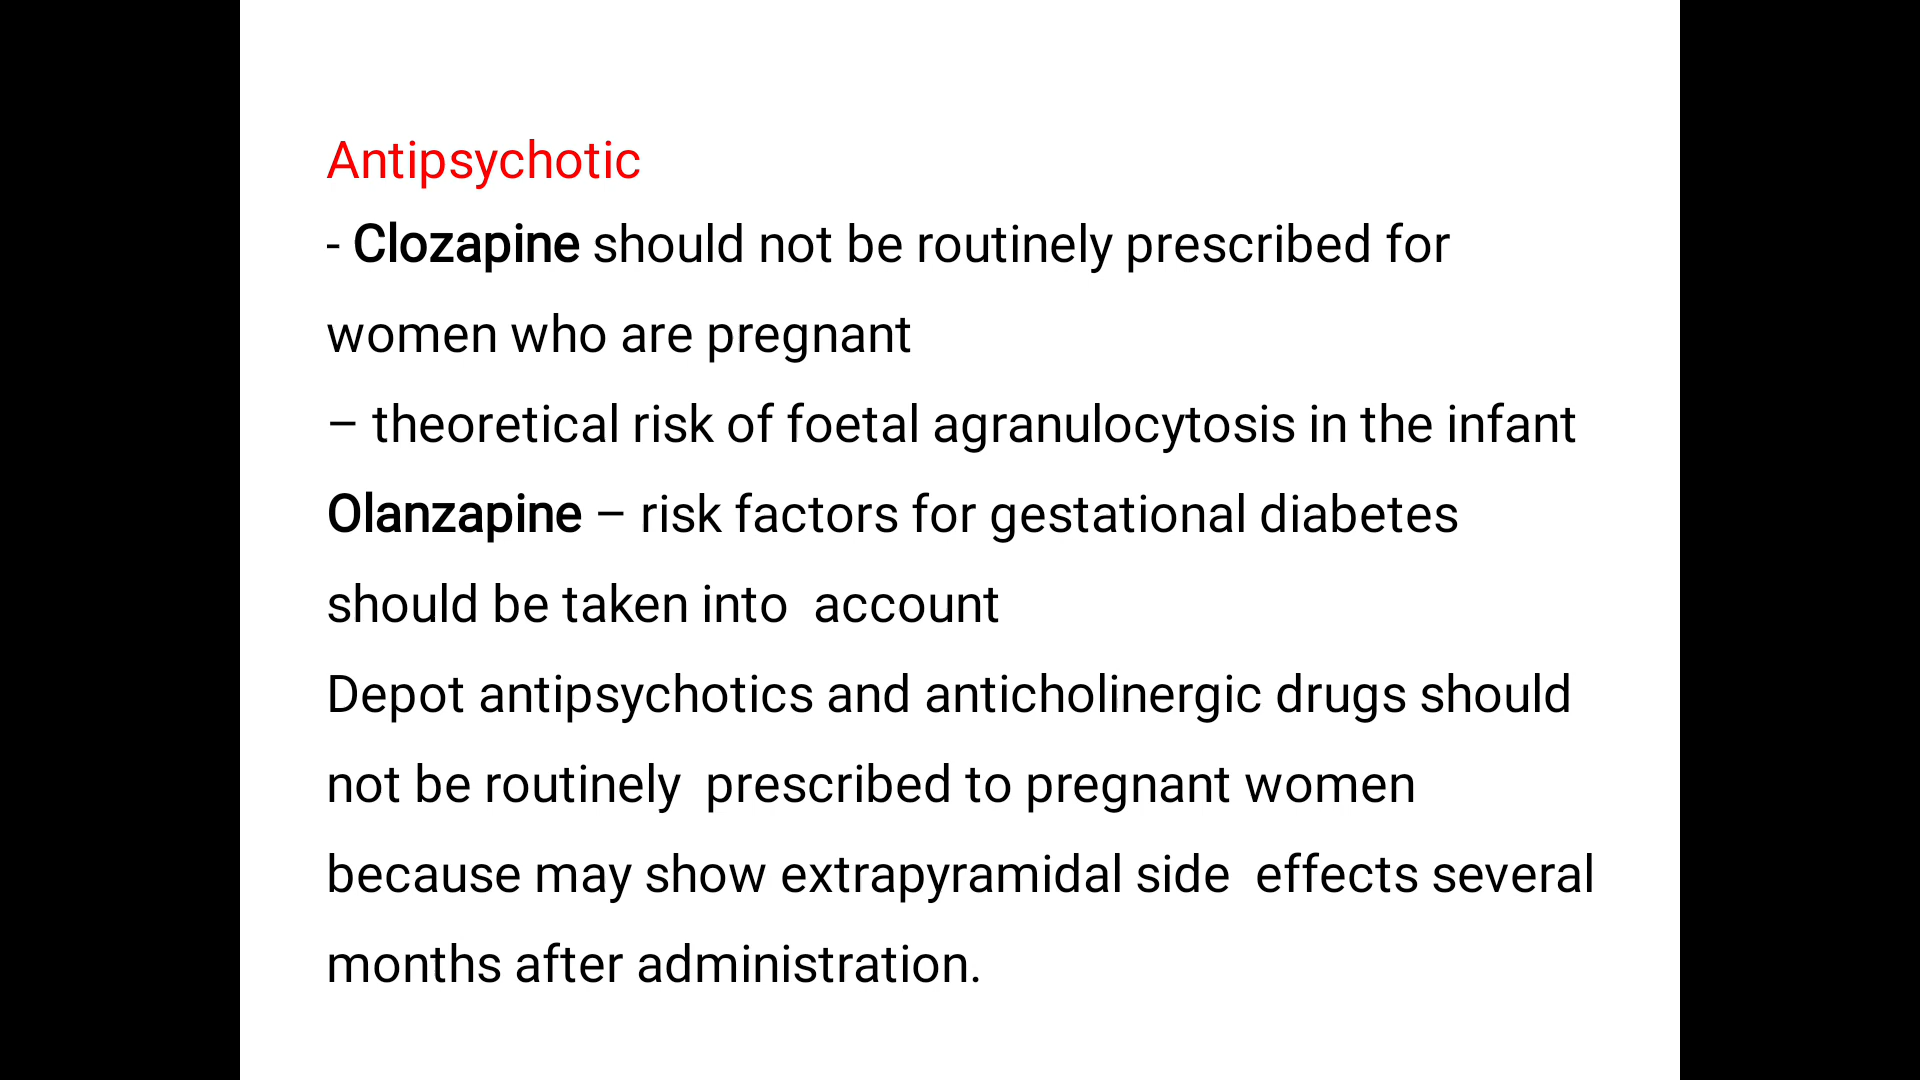 Antipsychotic
- Clozapine should not be routinely prescribed for
women who are pregnant
– theoretical risk of foetal agranulocytosis in the infant
Olanzapine – risk factors for gestational diabetes
should be taken into  account
Depot antipsychotics and anticholinergic drugs should
not be routinely  prescribed to pregnant women
because may show extrapyramidal side  effects several
months after administration.